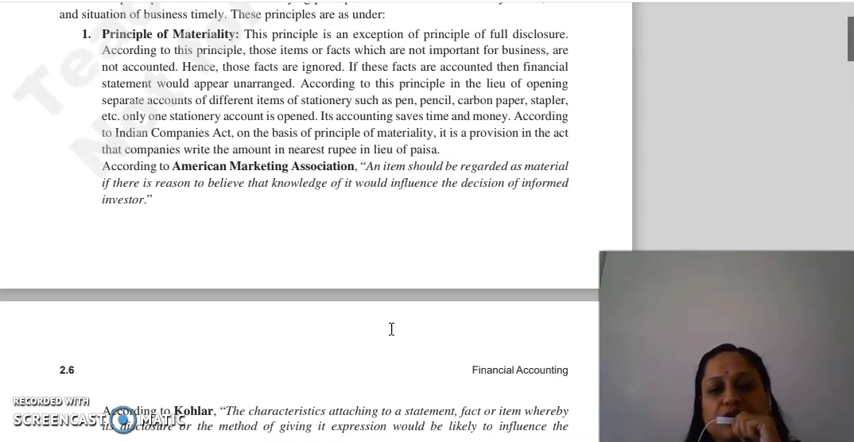 and situation of business timely. These principles are as under:
1. Principle of Materiality: This principle is an exception of principle of full disclosure.
According to this principle, those items or facts which are not important for business, are
not accounted. Hence, those facts are ignored. If these facts are accounted then financial
statement would appear unarranged. According to this principle in the lieu of opening
separate accounts of different items of stationery such as pen, pencil, carbon paper, stapler,
etc. only one stationery account is opened. Its accounting saves time and money. According
to Indian Companies Act, on the basis of principle of materiality, it is a provision in the act
that companies write the amount in nearest rupee in lieu of paisa.
According to American Marketing Association, “An item should be regarded as material
if there is reason to believe that knowledge of it would influence the decision of informed
investor.”
2.6 Financial Accounting
According to Kohlar, “The characteristics attaching to a statement, fact or item whereby
its disclosure or the method of giving it expression would be likely to influence the
RECORDED WITH
SCREENCAST MATIC